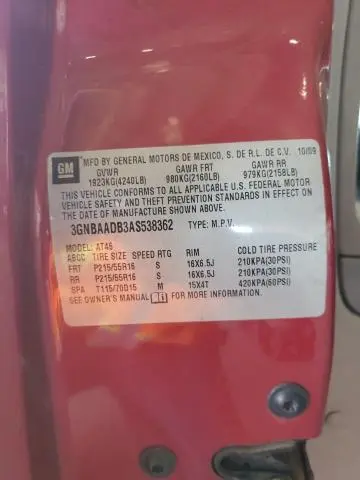 GM
MFD BY GENERAL MOTORS DE MEXICO, S. DE R.L. DE C.V. 10/09
GVWR GAWR FRT GAWR RR
1923KG(4240LB) 980KG(2160LB) 979KG(2158LB)
THIS VEHICLE CONFORMS TO ALL APPLICABLE U.S. FEDERAL MOTOR
VEHICLE SAFETY AND THEFT PREVENTION STANDARDS IN EFFECT ON
THE DATE OF MANUFACTURE SHOWN ABOVE.
3GNBAADB3AS538362 TYPE: M.P.V.
MODEL: AT46
ABCC TIRE SIZE SPEED RTG RIM COLD TIRE PRESSURE
FRT P215/55R16 S 16X6.5J 210KPA(30PSI)
RR P215/55R16 S 16X6.5J 210KPA(30PSI)
SPA T115/70D15 M 15X4T 420KPA(60PSI)
SEE OWNER'S MANUAL FOR MORE INFORMATION.